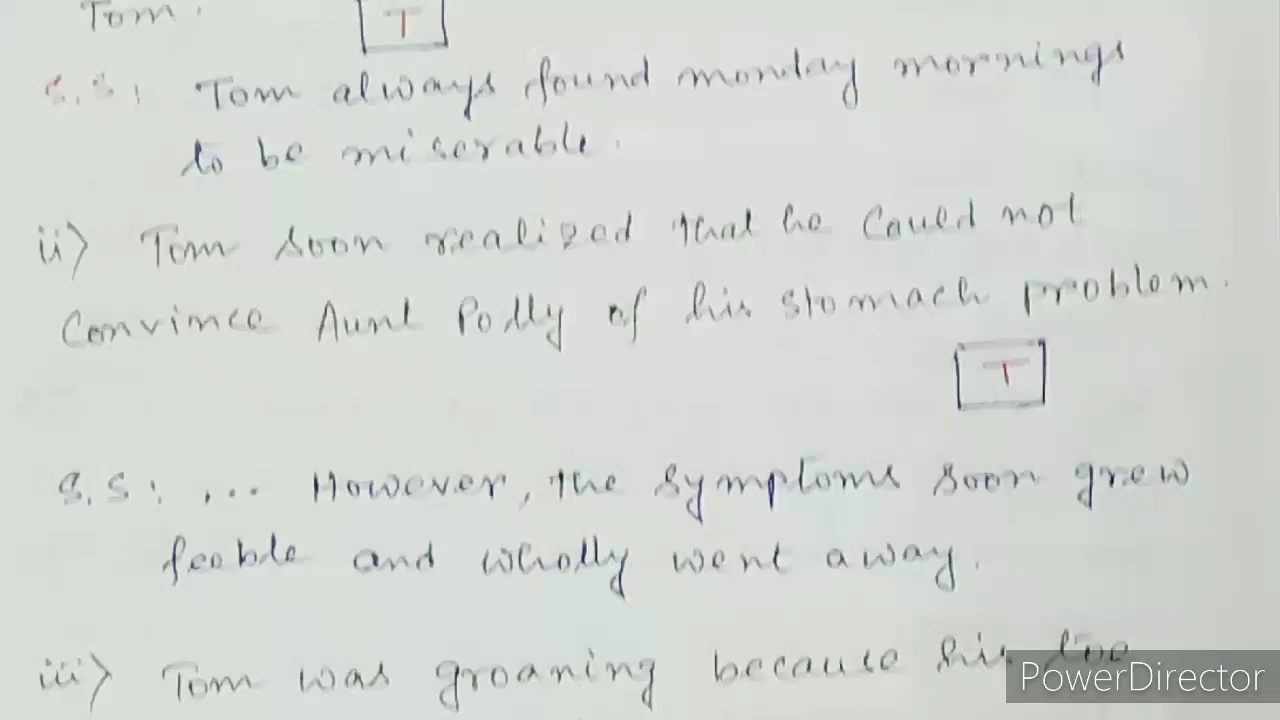 Tom.
T
S.S: Tom always found monday mornings
to be miserable.
ii) Tom soon realized that he could not
Convince Aunt Polly of his stomach problem.
T
S.S: ... However, the symptoms soon grew
feeble and wholly went away.
iii) Tom was groaning because his toe
PowerDirector